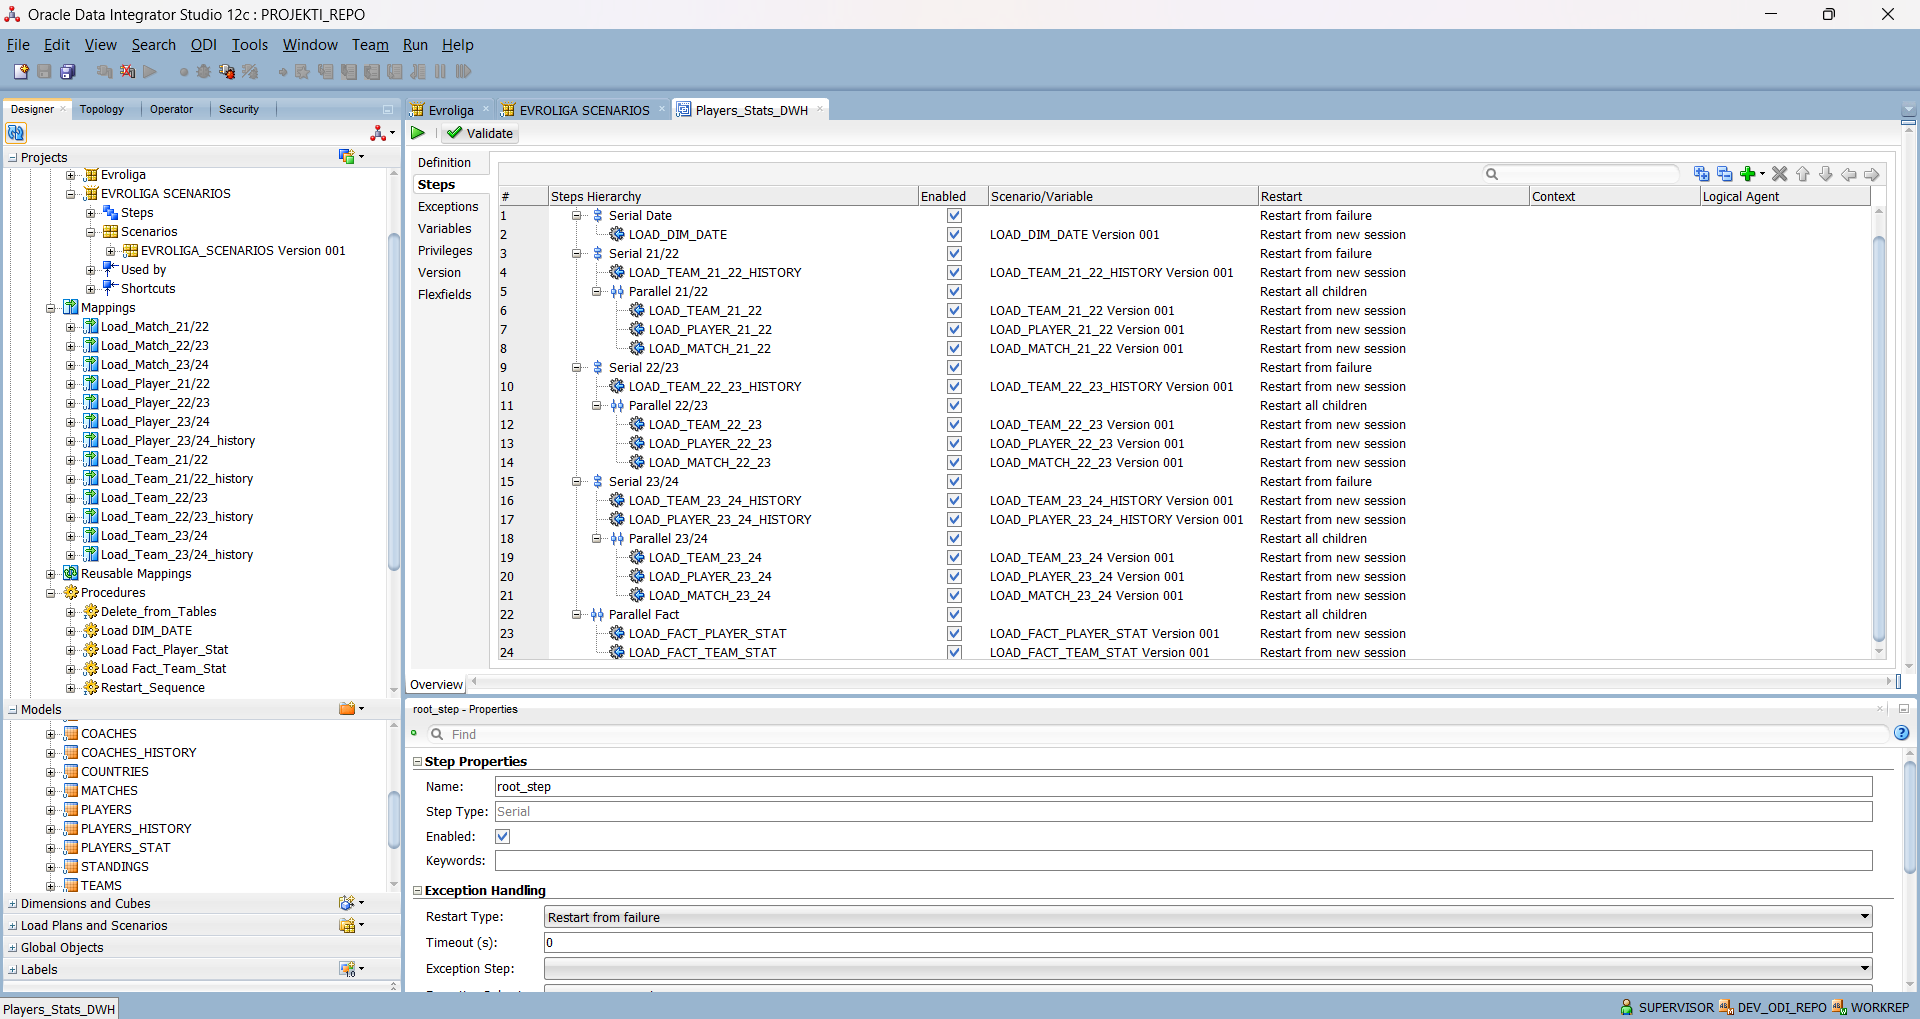 Oracle Data Integrator Studio 12c : PROJEKTI_REPO
File Edit View Search ODI Tools Window Team Run Help
Designer Topology Operator Security
Projects
Evroliga
EVROLIGA SCENARIOS
Steps
Scenarios
EVROLIGA_SCENARIOS Version 001
Used by
Shortcuts
Mappings
Load_Match_21/22
Load_Match_22/23
Load_Match_23/24
Load_Player_21/22
Load_Player_22/23
Load_Player_23/24
Load_Player_23/24_history
Load_Team_21/22
Load_Team_21/22_history
Load_Team_22/23
Load_Team_22/23_history
Load_Team_23/24
Load_Team_23/24_history
Reusable Mappings
Procedures
Delete_from_Tables
Load DIM_DATE
Load Fact_Player_Stat
Load Fact_Team_Stat
Restart_Sequence
Models
COACHES
COACHES_HISTORY
COUNTRIES
MATCHES
PLAYERS
PLAYERS_HISTORY
PLAYERS_STAT
STANDINGS
TEAMS
Dimensions and Cubes
Load Plans and Scenarios
Global Objects
Labels
Evroliga EVROLIGA SCENARIOS Players_Stats_DWH
Validate
Definition
Steps
Exceptions
Variables
Privileges
Version
Flexfields
# Steps Hierarchy Enabled Scenario/Variable Restart Context Logical Agent
1 Serial Date Restart from failure
2 LOAD_DIM_DATE LOAD_DIM_DATE Version 001 Restart from new session
3 Serial 21/22 Restart from failure
4 LOAD_TEAM_21_22_HISTORY LOAD_TEAM_21_22_HISTORY Version 001 Restart from new session
5 Parallel 21/22 Restart all children
6 LOAD_TEAM_21_22 LOAD_TEAM_21_22 Version 001 Restart from new session
7 LOAD_PLAYER_21_22 LOAD_PLAYER_21_22 Version 001 Restart from new session
8 LOAD_MATCH_21_22 LOAD_MATCH_21_22 Version 001 Restart from new session
9 Serial 22/23 Restart from failure
10 LOAD_TEAM_22_23_HISTORY LOAD_TEAM_22_23_HISTORY Version 001 Restart from new session
11 Parallel 22/23 Restart all children
12 LOAD_TEAM_22_23 LOAD_TEAM_22_23 Version 001 Restart from new session
13 LOAD_PLAYER_22_23 LOAD_PLAYER_22_23 Version 001 Restart from new session
14 LOAD_MATCH_22_23 LOAD_MATCH_22_23 Version 001 Restart from new session
15 Serial 23/24 Restart from failure
16 LOAD_TEAM_23_24_HISTORY LOAD_TEAM_23_24_HISTORY Version 001 Restart from new session
17 LOAD_PLAYER_23_24_HISTORY LOAD_PLAYER_23_24_HISTORY Version 001 Restart from new session
18 Parallel 23/24 Restart all children
19 LOAD_TEAM_23_24 LOAD_TEAM_23_24 Version 001 Restart from new session
20 LOAD_PLAYER_23_24 LOAD_PLAYER_23_24 Version 001 Restart from new session
21 LOAD_MATCH_23_24 LOAD_MATCH_23_24 Version 001 Restart from new session
22 Parallel Fact Restart all children
23 LOAD_FACT_PLAYER_STAT LOAD_FACT_PLAYER_STAT Version 001 Restart from new session
24 LOAD_FACT_TEAM_STAT LOAD_FACT_TEAM_STAT Version 001 Restart from new session
Overview
root_step - Properties
Find
Step Properties
Name: root_step
Step Type: Serial
Enabled:
Keywords:
Exception Handling
Restart Type: Restart from failure
Timeout (s): 0
Exception Step:
Players_Stats_DWH
SUPERVISOR DEV_ODI_REPO WORKREP